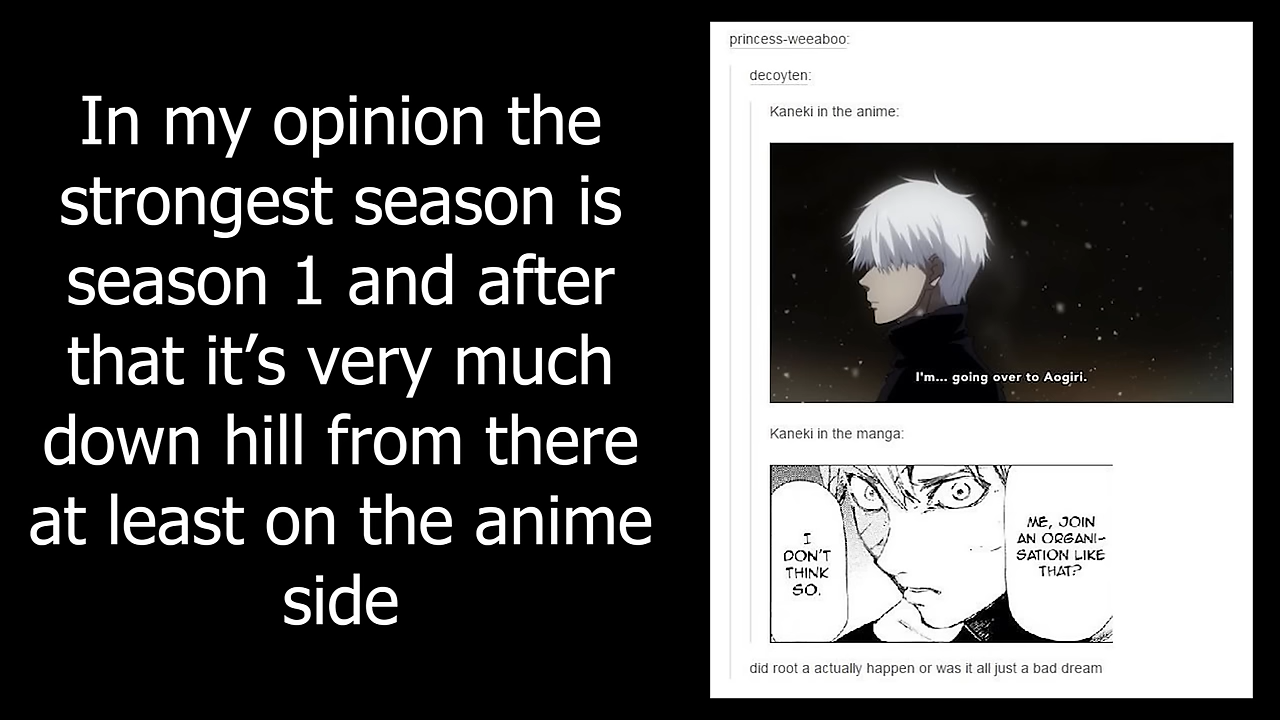 In my opinion the
strongest season is
season 1 and after
that it’s very much
down hill from there
at least on the anime
side
princess-weeaboo:
decoyten:
Kaneki in the anime:
I'm... going over to Aogiri.
Kaneki in the manga:
ME, JOIN
AN ORGANI-
SATION LIKE
THAT?
I
DON'T
THINK
SO.
did root a actually happen or was it all just a bad dream